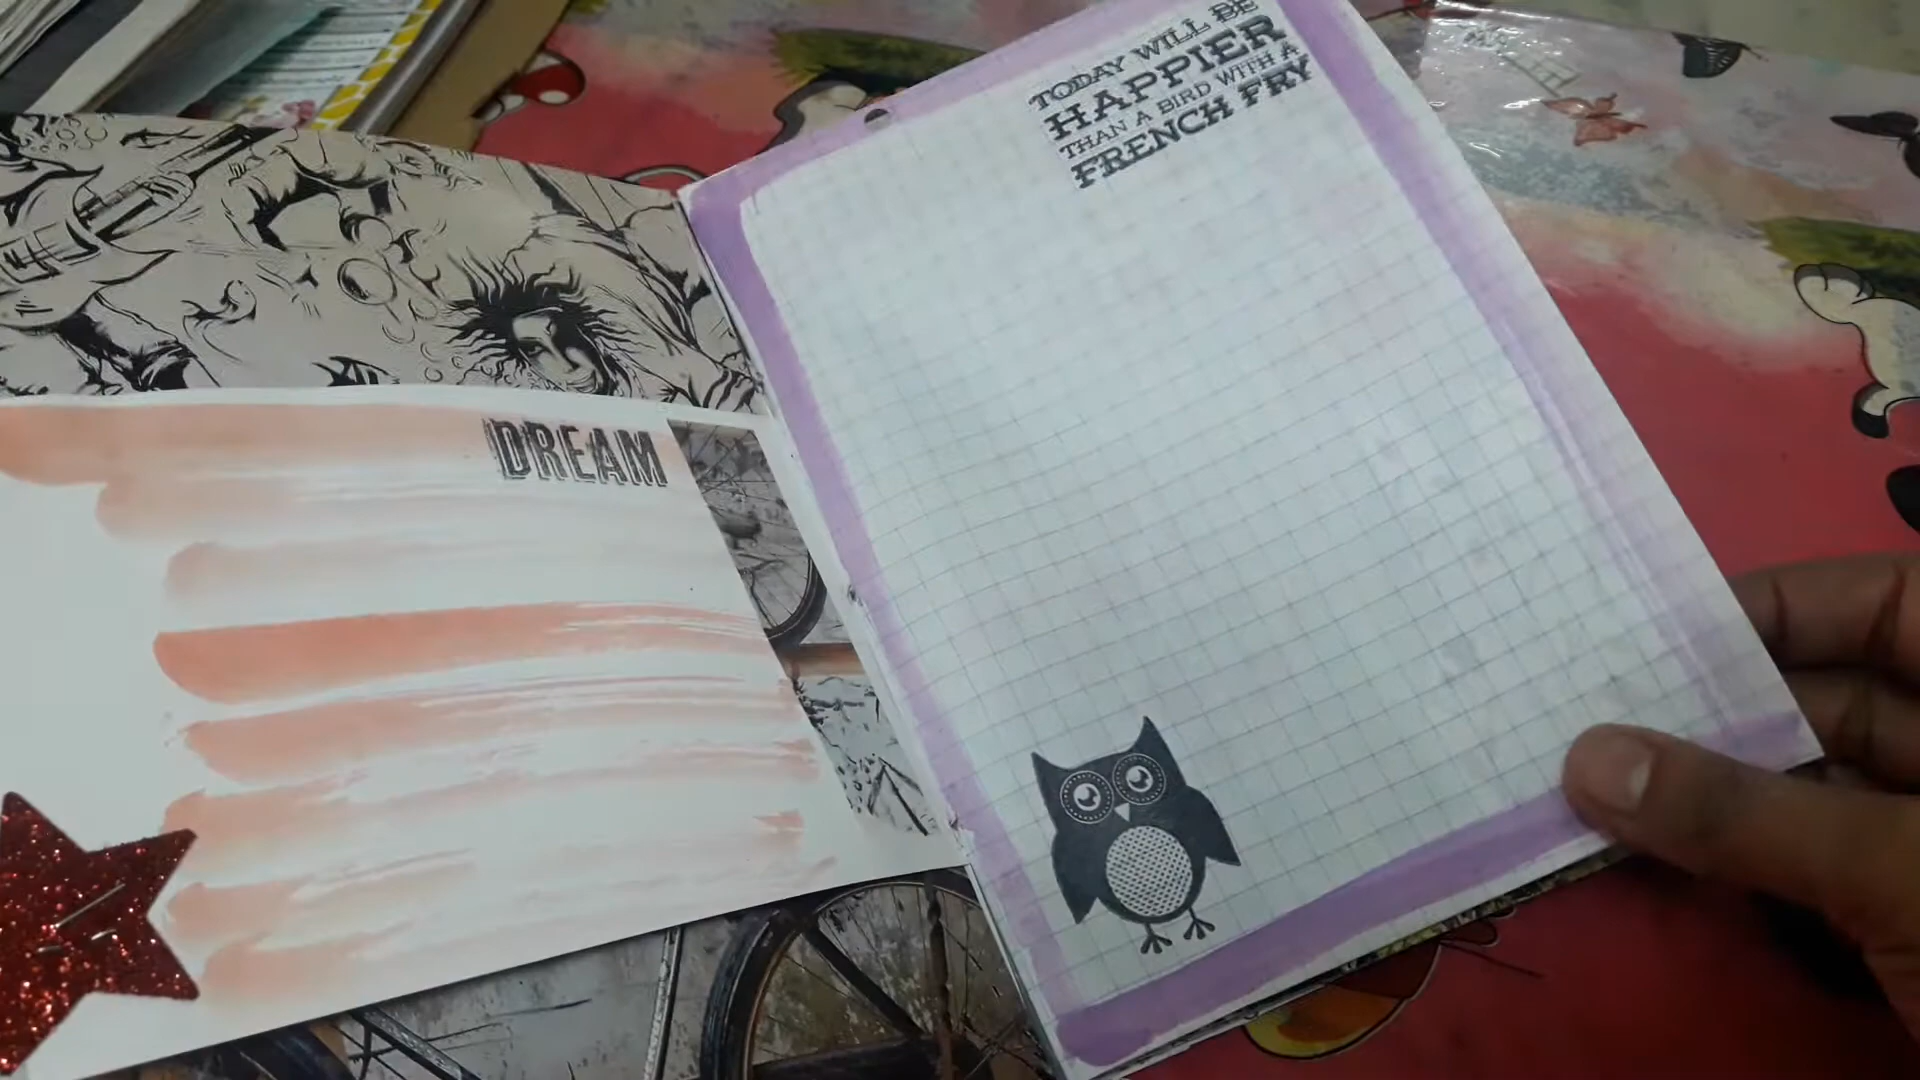 DREAM
TODAY WILL BE
HAPPIER
THAN A BIRD WITH A
FRENCH FRY